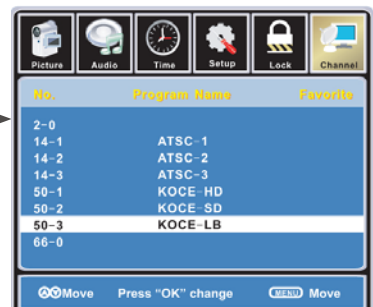 Picture Audio Time Setup Lock Channel
No. Program Name Favorite
2-0
14-1 ATSC-1
14-2 ATSC-2
14-3 ATSC-3
50-1 KOCE-HD
50-2 KOCE-SD
50-3 KOCE-LB
66-0
Move Press “OK” change MENU Move